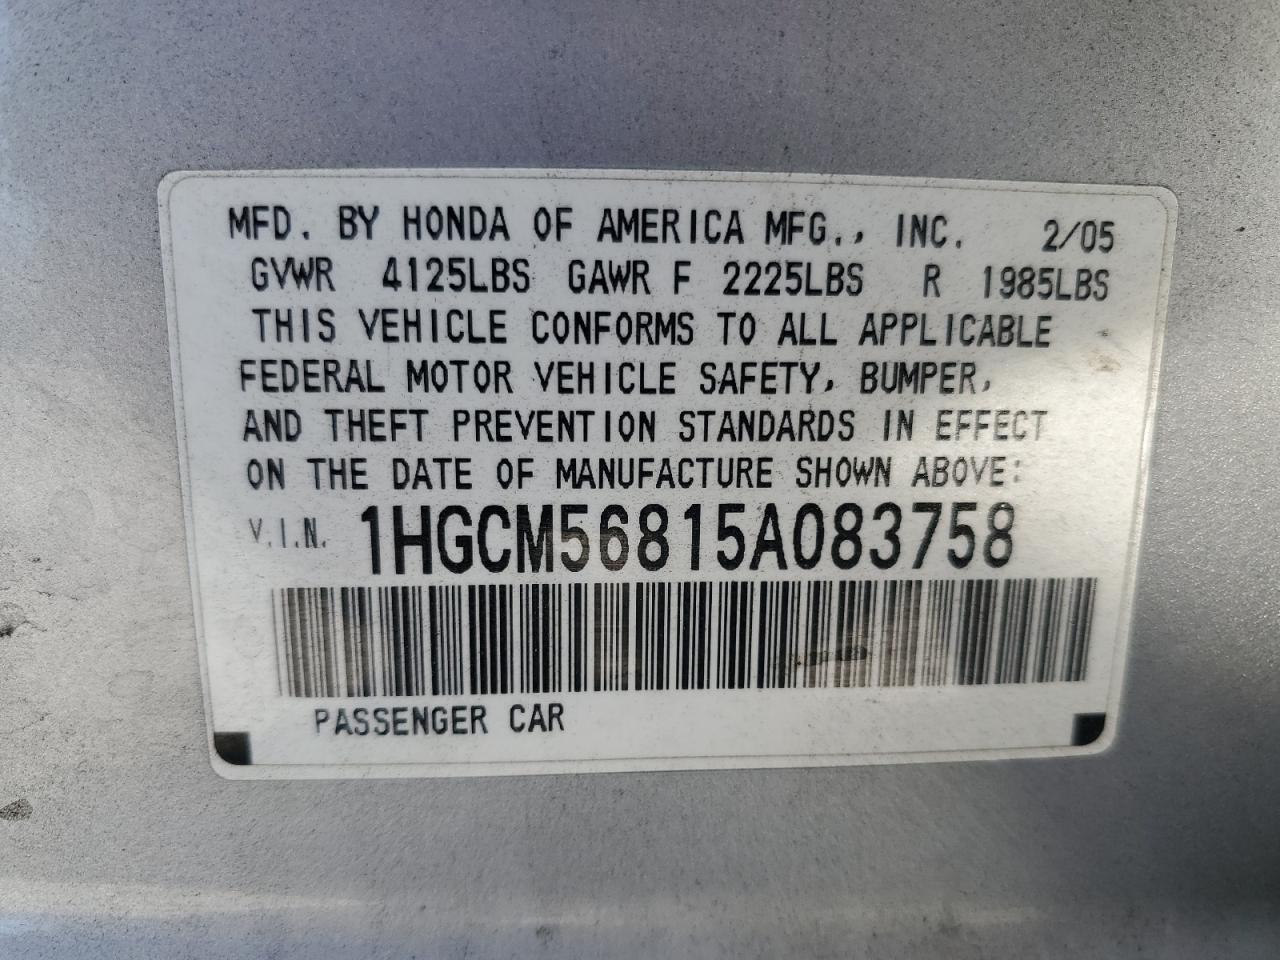 MFD. BY HONDA OF AMERICA MFG., INC. 2/05
GVWR 4125LBS GAWR F 2225LBS R 1985LBS
THIS VEHICLE CONFORMS TO ALL APPLICABLE
FEDERAL MOTOR VEHICLE SAFETY, BUMPER,
AND THEFT PREVENTION STANDARDS IN EFFECT
ON THE DATE OF MANUFACTURE SHOWN ABOVE:
V.I.N. 1HGCM56815A083758
PASSENGER CAR